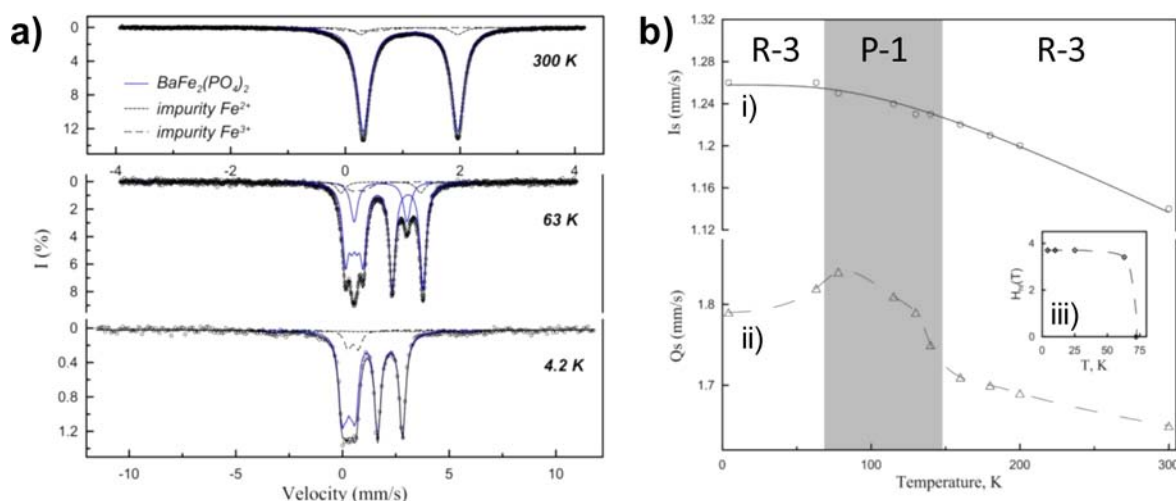 a)
0
4
8
12
300 K
BaFe₂(PO₄)₂
impurity Fe²⁺
impurity Fe³⁺
-4 -2 0 2 4
0
2
4
6
8
63 K
I (%)
0
0.4
0.8
1.2
4.2 K
-10 -5 0 5 10
Velocity (mm/s)
b)
R-3 P-1 R-3
1.32
1.28
1.24
1.2
1.16
1.12
Is (mm/s)
i)
1.8
1.7
Qs (mm/s)
ii)
4
2
0
H_hf(T)
iii)
0 25 50 75
T, K
0 100 200 300
Temperature, K